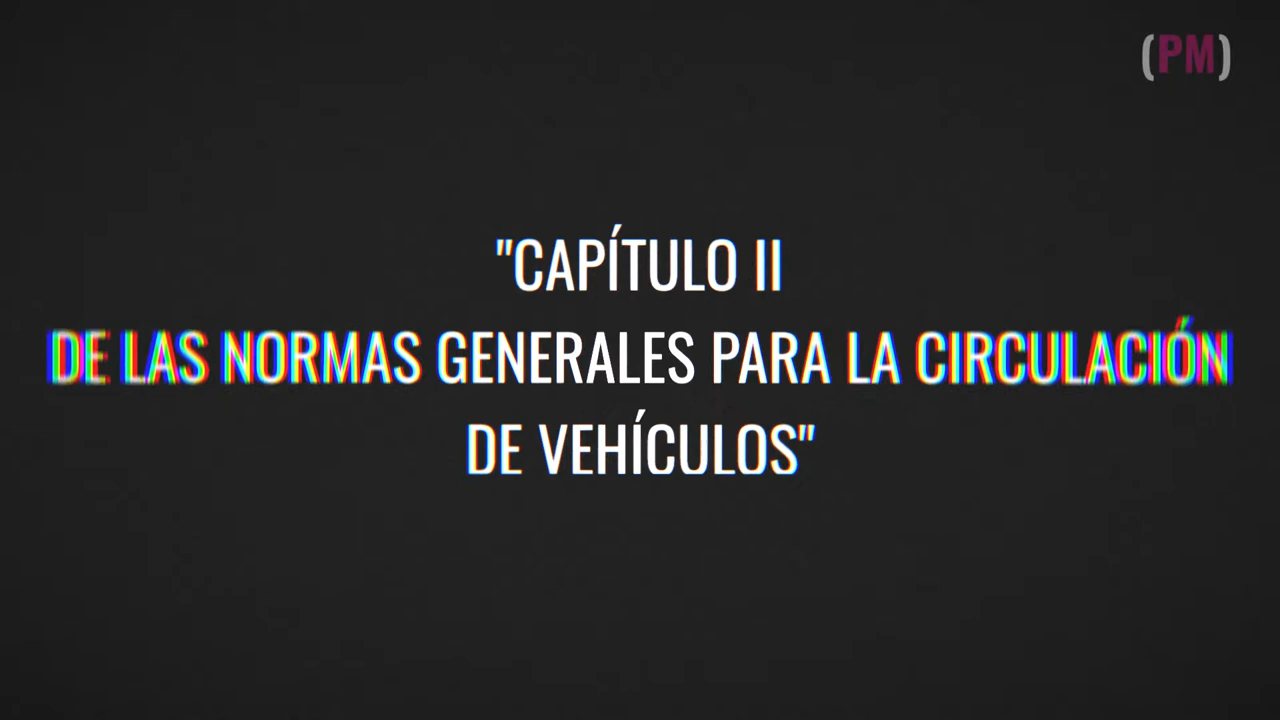 (PM)
"CAPÍTULO II
DE LAS NORMAS GENERALES PARA LA CIRCULACIÓN
DE VEHÍCULOS"